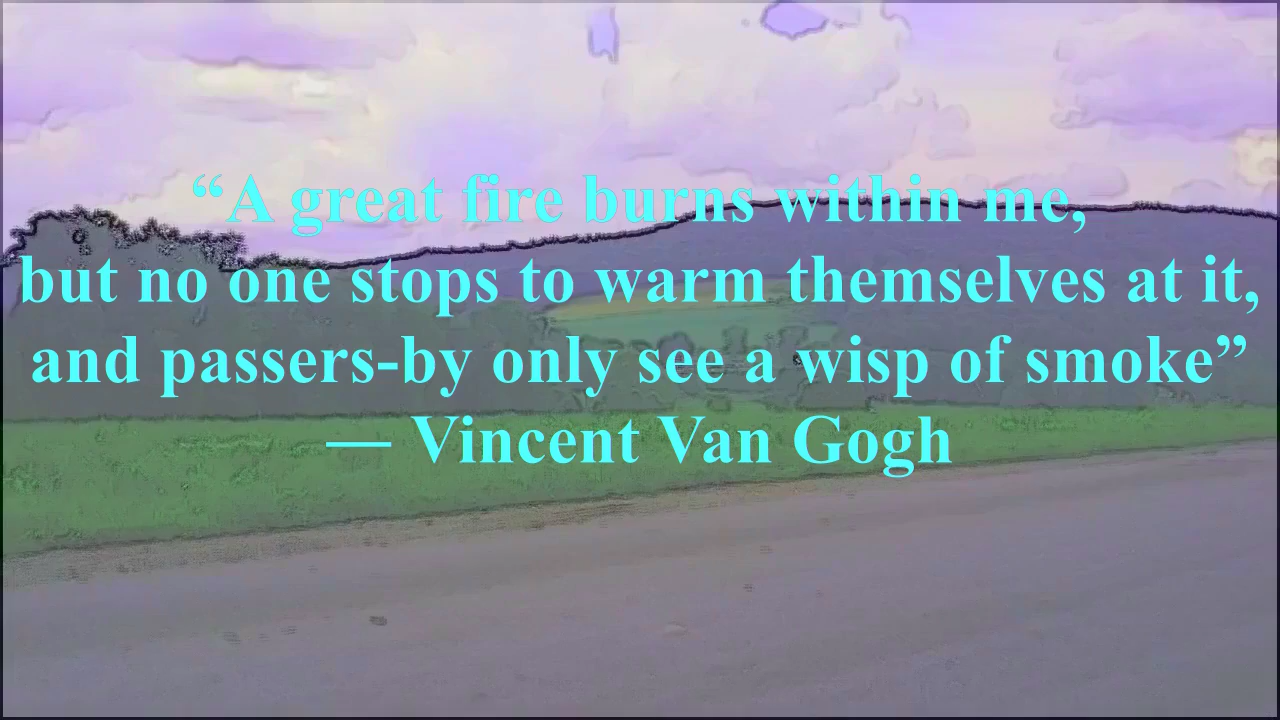 “A great fire burns within me,
but no one stops to warm themselves at it,
and passers-by only see a wisp of smoke”
— Vincent Van Gogh